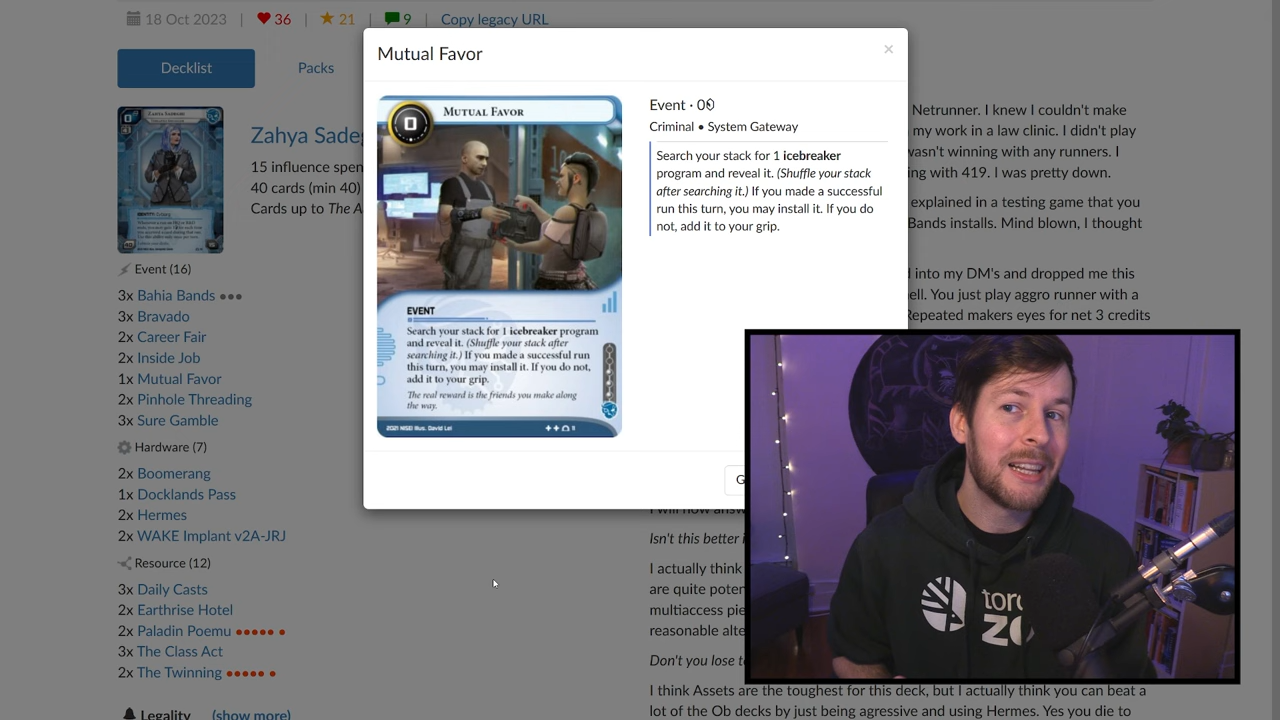 18 Oct 2023 | 36 | 21 | 9 | Copy legacy URL
Decklist
Packs
Zahya Sade
15 influence spen
40 cards (min 40)
Cards up to The A
Event (16)
3x Bahia Bands
3x Bravado
2x Career Fair
2x Inside Job
1x Mutual Favor
2x Pinhole Threading
3x Sure Gamble
Hardware (7)
2x Boomerang
1x Docklands Pass
2x Hermes
2x WAKE Implant v2A-JRJ
Resource (12)
3x Daily Casts
2x Earthrise Hotel
2x Paladin Poemu
3x The Class Act
2x The Twinning
Legality (show more)
Mutual Favor
×
0
MUTUAL FAVOR
EVENT
Search your stack for 1 icebreaker program
and reveal it. (Shuffle your stack after
searching it.) If you made a successful run
this turn, you may install it. If you do not,
add it to your grip.
The real reward is the friends you make along
the way.
2021 NISEI Illus. David Lei
Event · 0
Criminal • System Gateway
Search your stack for 1 icebreaker
program and reveal it. (Shuffle your stack
after searching it.) If you made a successful
run this turn, you may install it. If you do
not, add it to your grip.
G
Netrunner. I knew I couldn't make
my work in a law clinic. I didn't play
wasn't winning with any runners. I
ng with 419. I was pretty down.
explained in a testing game that you
Bands installs. Mind blown, I thought
into my DM's and dropped me this
ell. You just play aggro runner with a
Repeated makers eyes for net 3 credits
I will now answ
Isn't this better i
I actually think
are quite poten
multiaccess pie
reasonable alte
Don't you lose t
I think Assets are the toughest for this deck, but I actually think you can beat a
lot of the Ob decks by just being agressive and using Hermes. Yes you die to